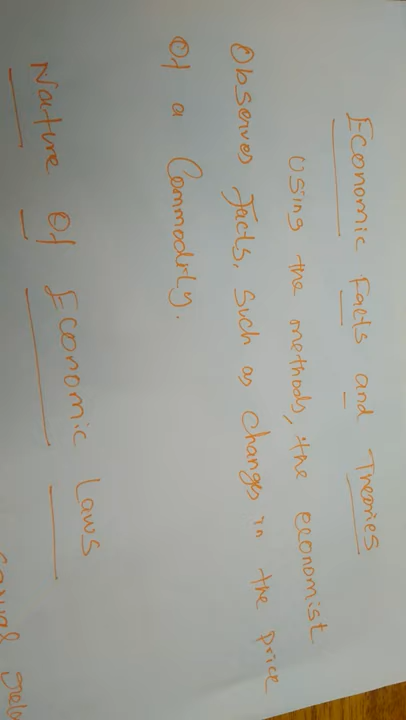 Economic Facts and Theories
Using the methods, the economist
Observes facts, such as changes in the price
Of a Commodity.
Nature Of Economic Laws